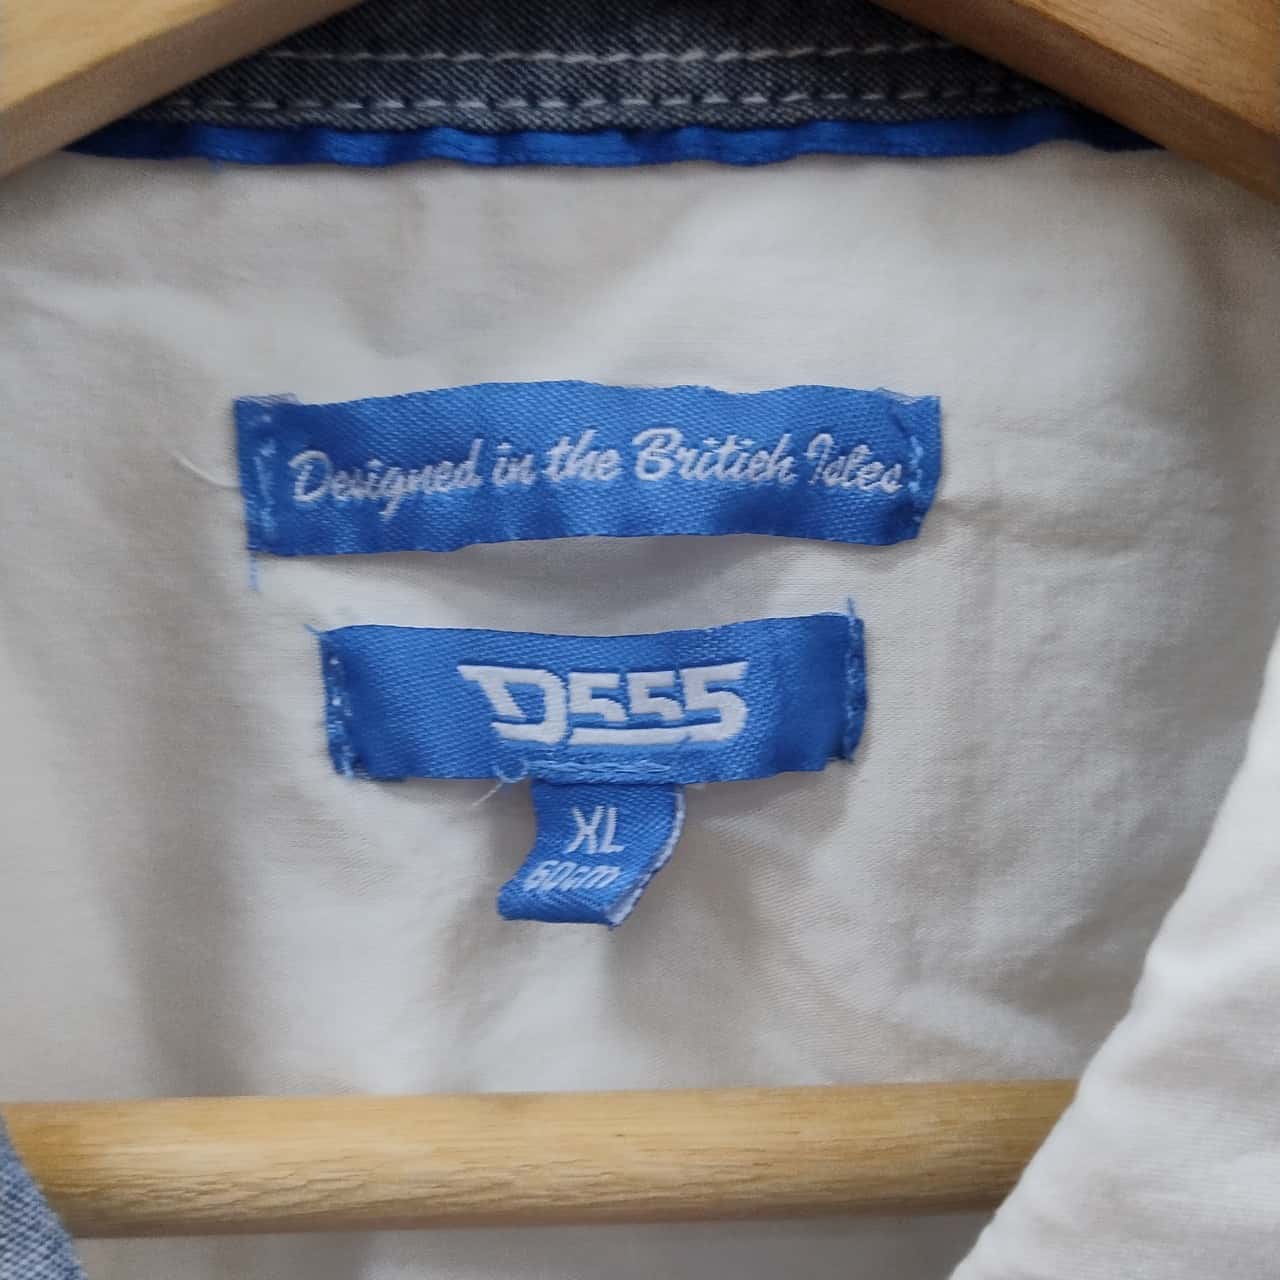 Designed in the British Isles
D555
XL
60cm